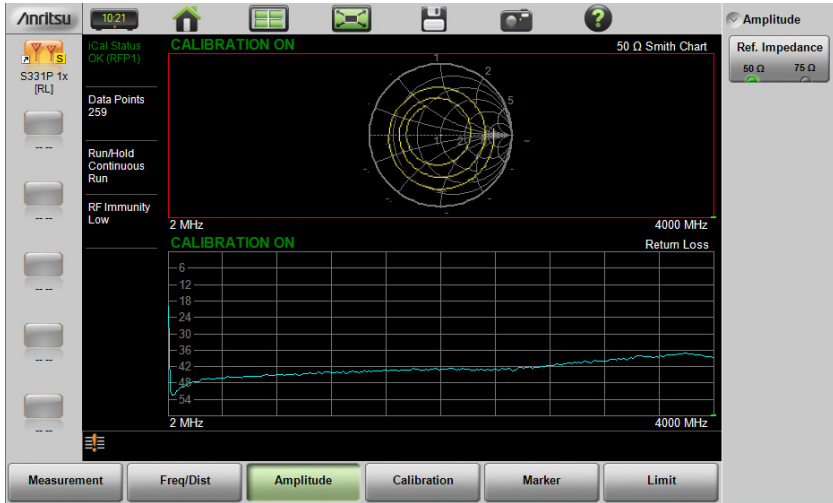 Anritsu
10:21
?
Amplitude
iCal Status
OK (RFP1)
CALIBRATION ON
50 Ω Smith Chart
Ref. Impedance
50 Ω 75 Ω
S
S331P 1x
[RL]
Data Points
259
Run/Hold
Continuous
Run
RF Immunity
Low
1
2
5
1
2
-- --
-- --
-- --
-- --
-- --
2 MHz
4000 MHz
CALIBRATION ON
Return Loss
6
12
18
24
30
36
42
48
54
2 MHz
4000 MHz
Measurement
Freq/Dist
Amplitude
Calibration
Marker
Limit